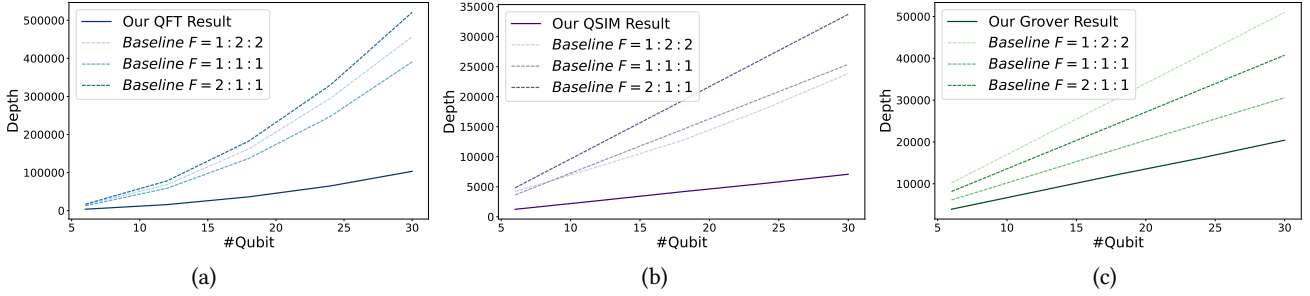 Our QFT Result
Baseline F = 1 : 2 : 2
Baseline F = 1 : 1 : 1
Baseline F = 2 : 1 : 1
500000
400000
300000
200000
100000
0
Depth
5 10 15 20 25 30
#Qubit
(a)
Our QSIM Result
Baseline F = 1 : 2 : 2
Baseline F = 1 : 1 : 1
Baseline F = 2 : 1 : 1
35000
30000
25000
20000
15000
10000
5000
0
Depth
5 10 15 20 25 30
#Qubit
(b)
Our Grover Result
Baseline F = 1 : 2 : 2
Baseline F = 1 : 1 : 1
Baseline F = 2 : 1 : 1
50000
40000
30000
20000
10000
Depth
5 10 15 20 25 30
#Qubit
(c)